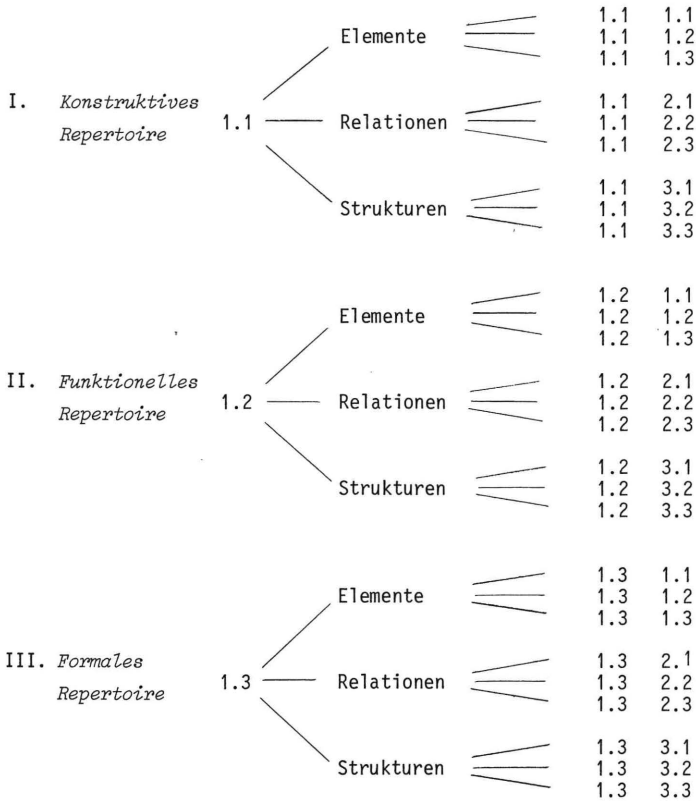 Elemente 1.1 1.1
1.1 1.2
1.1 1.3
I. Konstruktives Repertoire 1.1 Relationen 1.1 2.1
1.1 2.2
1.1 2.3
Strukturen 1.1 3.1
1.1 3.2
1.1 3.3
Elemente 1.2 1.1
1.2 1.2
1.2 1.3
II. Funktionelles Repertoire 1.2 Relationen 1.2 2.1
1.2 2.2
1.2 2.3
Strukturen 1.2 3.1
1.2 3.2
1.2 3.3
Elemente 1.3 1.1
1.3 1.2
1.3 1.3
III. Formales Repertoire 1.3 Relationen 1.3 2.1
1.3 2.2
1.3 2.3
Strukturen 1.3 3.1
1.3 3.2
1.3 3.3